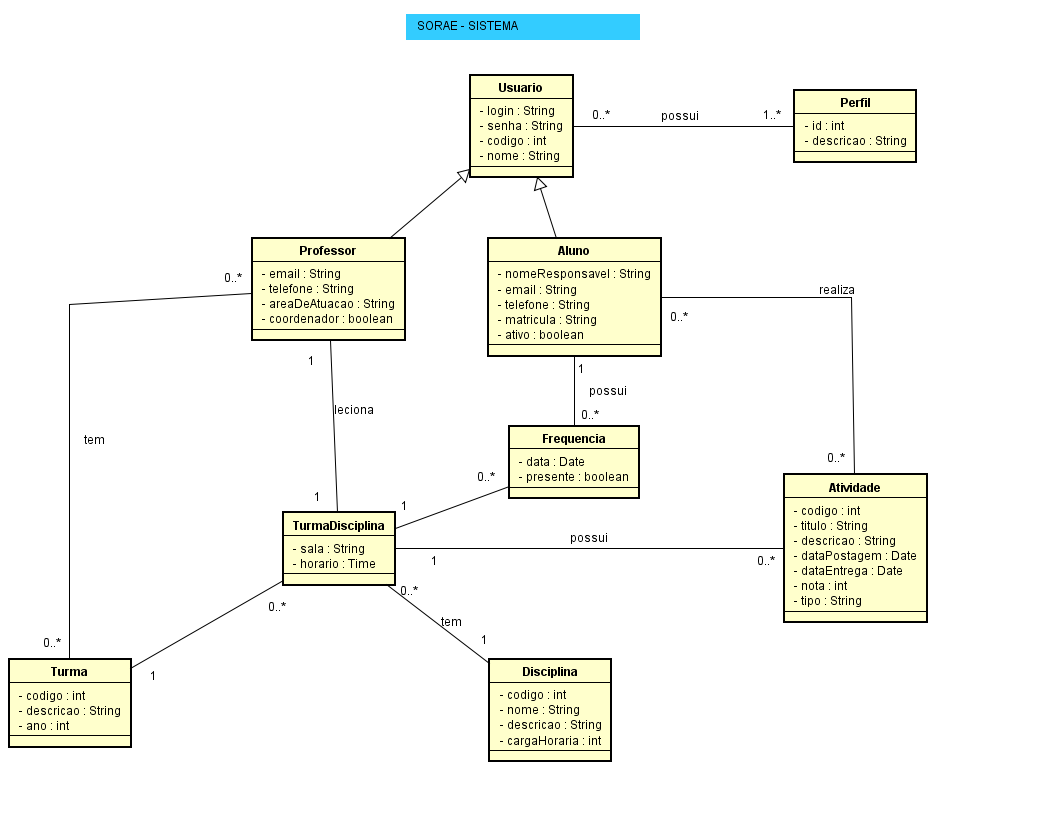 SORAE - SISTEMA
Usuario
- login : String
- senha : String
- codigo : int
- nome : String
0..*
possui
1..*
Perfil
- id : int
- descricao : String
Professor
- email : String
- telefone : String
- areaDeAtuacao : String
- coordenador : boolean
0..*
1
Aluno
- nomeResponsavel : String
- email : String
- telefone : String
- matricula : String
- ativo : boolean
realiza
0..*
1
possui
0..*
leciona
tem
Frequencia
- data : Date
- presente : boolean
0..*
1
1
0..*
Atividade
- codigo : int
- titulo : String
- descricao : String
- dataPostagem : Date
- dataEntrega : Date
- nota : int
- tipo : String
TurmaDisciplina
- sala : String
- horario : Time
possui
1
0..*
0..*
0..*
tem
1
0..*
1
Turma
- codigo : int
- descricao : String
- ano : int
Disciplina
- codigo : int
- nome : String
- descricao : String
- cargaHoraria : int